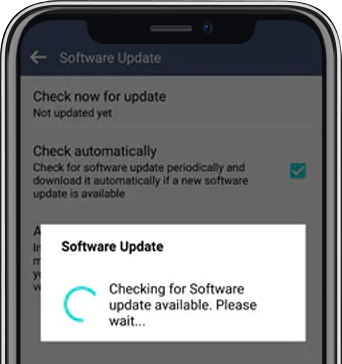 Software Update
Check now for update
Not updated yet
Check automatically
Check for software update periodically and
download it automatically if a new software
update is available
Software Update
Checking for Software
update available. Please
wait...